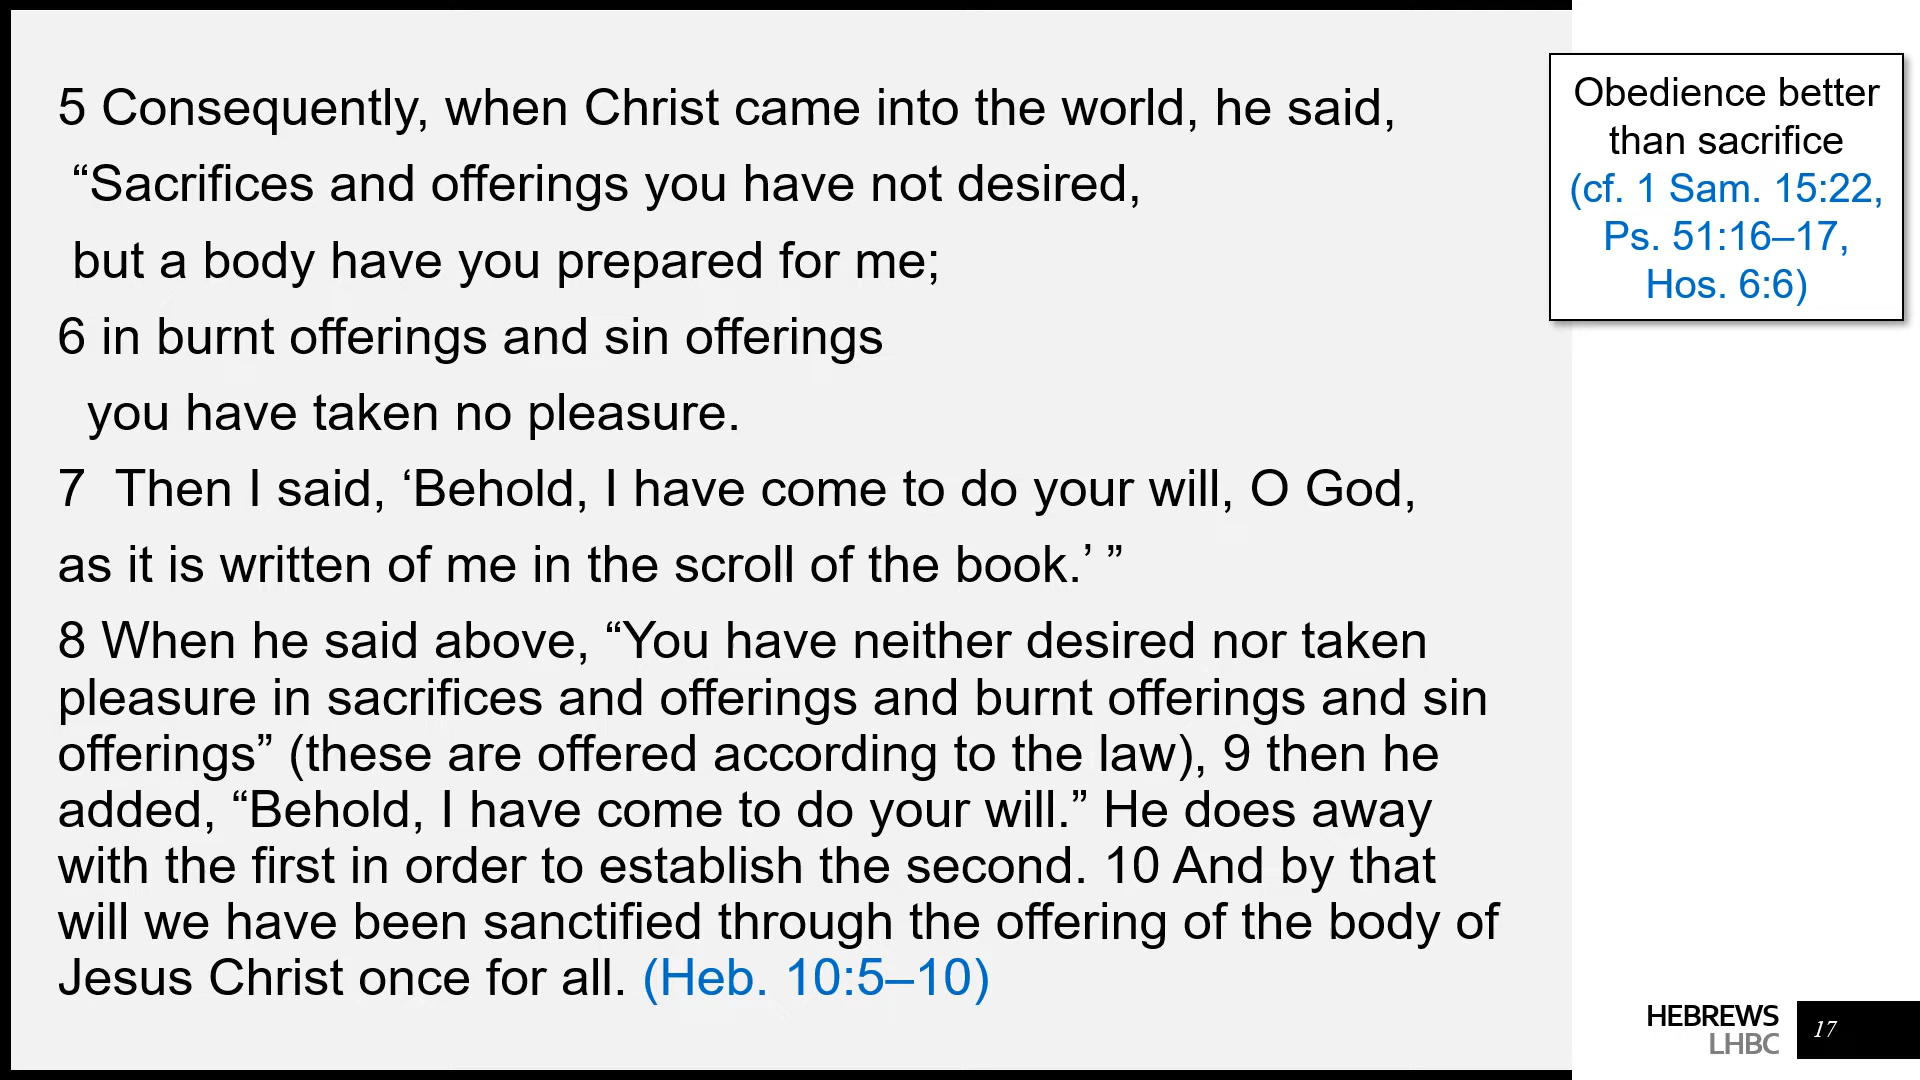 5 Consequently, when Christ came into the world, he said,
“Sacrifices and offerings you have not desired,
but a body have you prepared for me;
6 in burnt offerings and sin offerings
you have taken no pleasure.
7  Then I said, ‘Behold, I have come to do your will, O God,
as it is written of me in the scroll of the book.’ ”
8 When he said above, “You have neither desired nor taken
pleasure in sacrifices and offerings and burnt offerings and sin
offerings” (these are offered according to the law), 9 then he
added, “Behold, I have come to do your will.” He does away
with the first in order to establish the second. 10 And by that
will we have been sanctified through the offering of the body of
Jesus Christ once for all. (Heb. 10:5–10)
Obedience better
than sacrifice
(cf. 1 Sam. 15:22,
Ps. 51:16–17,
Hos. 6:6)
HEBREWS
LHBC
17